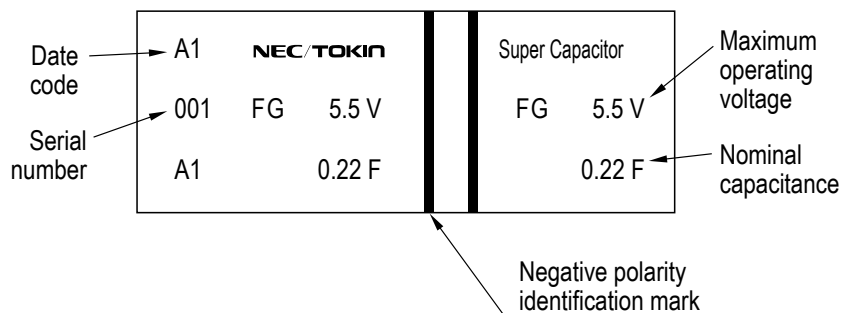 Date
code
A1 NEC/TOKIN
Super Capacitor
Maximum
operating
voltage
001 FG 5.5 V
FG 5.5 V
Serial
number
A1 0.22 F
0.22 F
Nominal
capacitance
Negative polarity
identification mark